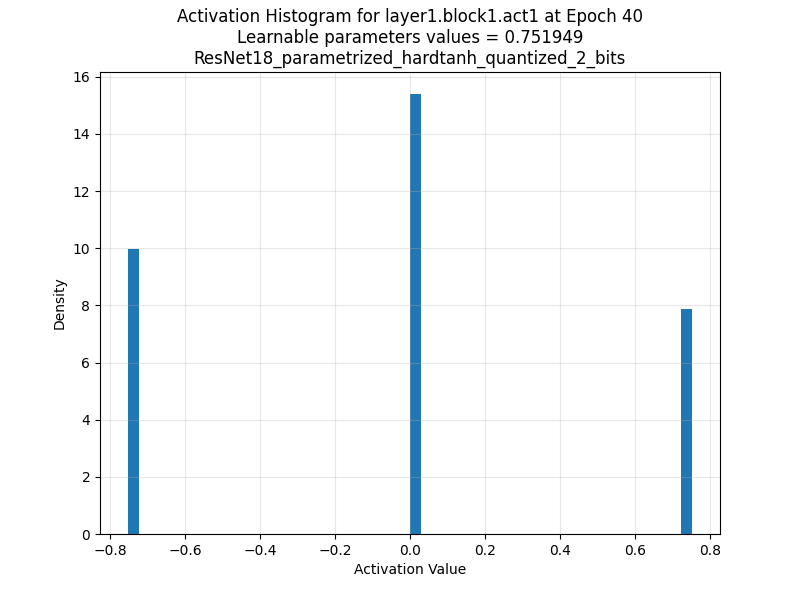 Activation Histogram for layer1.block1.act1 at Epoch 40
Learnable parameters values = 0.751949
ResNet18_parametrized_hardtanh_quantized_2_bits
16
14
12
10
8
6
4
2
0
Density
−0.8 −0.6 −0.4 −0.2 0.0 0.2 0.4 0.6 0.8
Activation Value